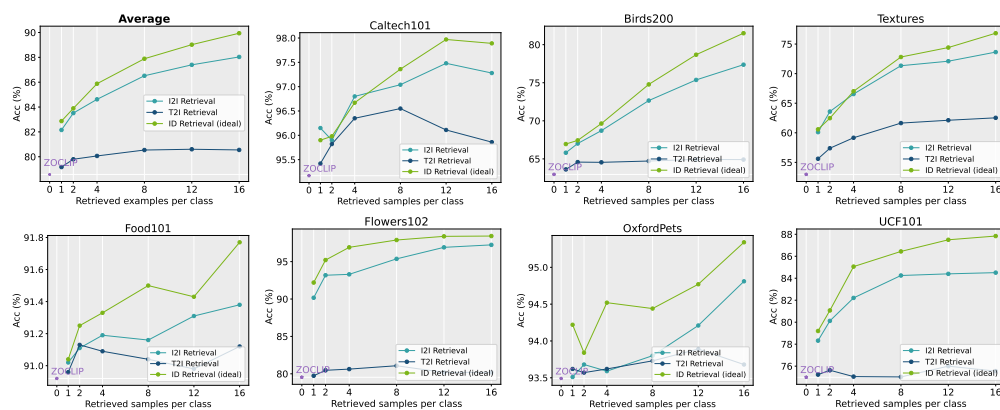 Average
Acc (%)
90
88
86
84
82
80
I2I Retrieval
T2I Retrieval
ID Retrieval (ideal)
ZOCLIP
0 1 2 4 8 12 16
Retrieved examples per class
Caltech101
Acc (%)
98.0
97.5
97.0
96.5
96.0
95.5
I2I Retrieval
T2I Retrieval
ID Retrieval (ideal)
ZOCLIP
0 1 2 4 8 12 16
Retrieved samples per class
Birds200
Acc (%)
80
75
70
65
I2I Retrieval
T2I Retrieval
ID Retrieval (ideal)
ZOCLIP
0 1 2 4 8 12 16
Retrieved samples per class
Textures
Acc (%)
75
70
65
60
55
I2I Retrieval
T2I Retrieval
ID Retrieval (ideal)
ZOCLIP
0 1 2 4 8 12 16
Retrieved samples per class
Food101
Acc (%)
91.8
91.6
91.4
91.2
91.0
I2I Retrieval
T2I Retrieval
ID Retrieval (ideal)
ZOCLIP
0 1 2 4 8 12 16
Retrieved samples per class
Flowers102
Acc (%)
95
90
85
80
I2I Retrieval
T2I Retrieval
ID Retrieval (ideal)
ZOCLIP
0 1 2 4 8 12 16
Retrieved samples per class
OxfordPets
Acc (%)
95.0
94.5
94.0
93.5
I2I Retrieval
T2I Retrieval
ID Retrieval (ideal)
ZOCLIP
0 1 2 4 8 12 16
Retrieved samples per class
UCF101
Acc (%)
88
86
84
82
80
78
76
I2I Retrieval
T2I Retrieval
ID Retrieval (ideal)
ZOCLIP
0 1 2 4 8 12 16
Retrieved samples per class